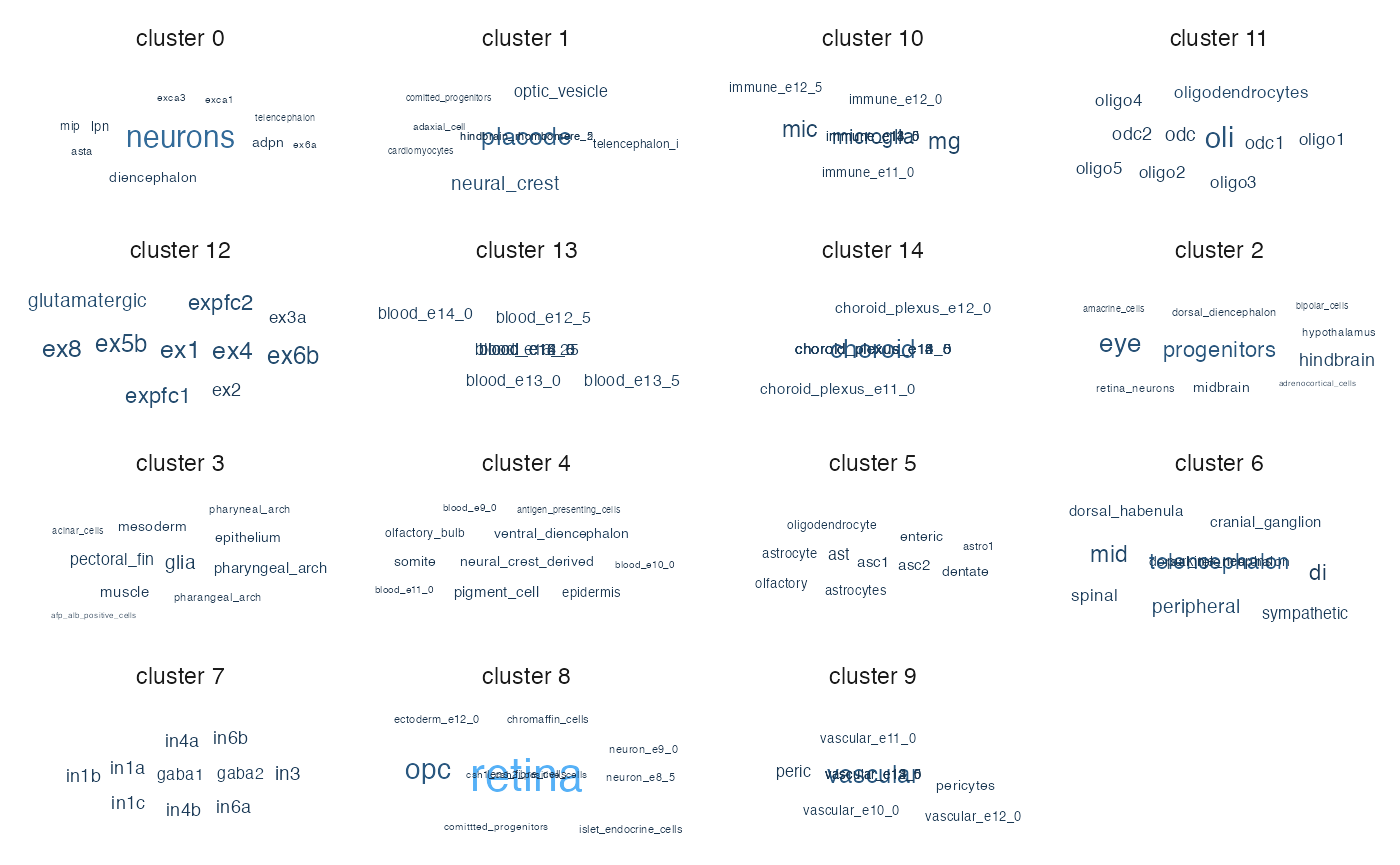 cluster 0
exca3
exca1
telencephalon
mip
lpn
neurons
adpn
ex6a
asta
diencephalon
cluster 1
comitted_progenitors
optic_vesicle
adaxial_cell
placode
telencephalon_i
cardiomyocytes
neural_crest
cluster 10
immune_e12_5
immune_e12_0
mic
microglia
mg
immune_e11_0
cluster 11
oligo4
oligodendrocytes
odc2
odc
oli
odc1
oligo1
oligo5
oligo2
oligo3
cluster 12
glutamatergic
expfc2
ex3a
ex8
ex5b
ex1
ex4
ex6b
expfc1
ex2
cluster 13
blood_e14_0
blood_e12_5
blood_e13_0
blood_e13_5
cluster 14
choroid_plexus_e12_0
choroid
choroid_plexus_e11_0
cluster 2
amacrine_cells
dorsal_diencephalon
bipolar_cells
hypothalamus
eye
progenitors
hindbrain
retina_neurons
midbrain
adrenocortical_cells
cluster 3
pharyneal_arch
acinar_cells
mesoderm
epithelium
pectoral_fin
glia
pharyngeal_arch
muscle
pharangeal_arch
afp_alb_positive_cells
cluster 4
blood_e9_0
antigen_presenting_cells
olfactory_bulb
ventral_diencephalon
somite
neural_crest_derived
blood_e10_0
blood_e11_0
pigment_cell
epidermis
cluster 5
oligodendrocyte
enteric
astro1
astrocyte
ast
asc1
asc2
dentate
olfactory
astrocytes
cluster 6
dorsal_habenula
cranial_ganglion
mid
telencephalon
di
spinal
peripheral
sympathetic
cluster 7
in4a
in6b
in1b
in1a
gaba1
gaba2
in3
in1c
in4b
in6a
cluster 8
ectoderm_e12_0
chromaffin_cells
neuron_e9_0
opc
retina
neuron_e8_5
comittted_progenitors
islet_endocrine_cells
cluster 9
vascular_e11_0
peric
vascular
pericytes
vascular_e10_0
vascular_e12_0